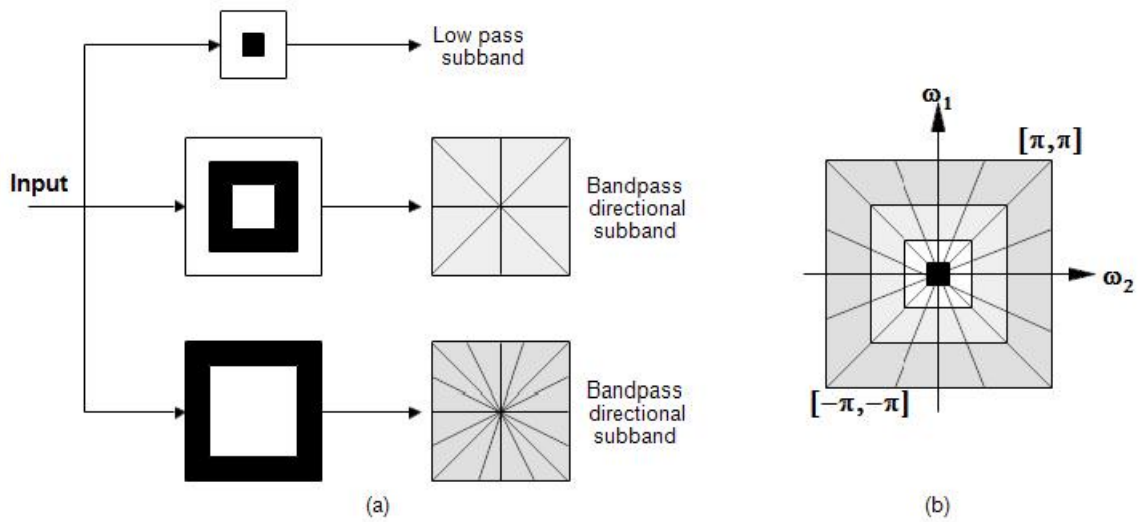 Low pass
subband
ω₁
[π,π]
Input
Bandpass
directional
subband
ω₂
Bandpass
directional
subband
[−π,−π]
(a)
(b)